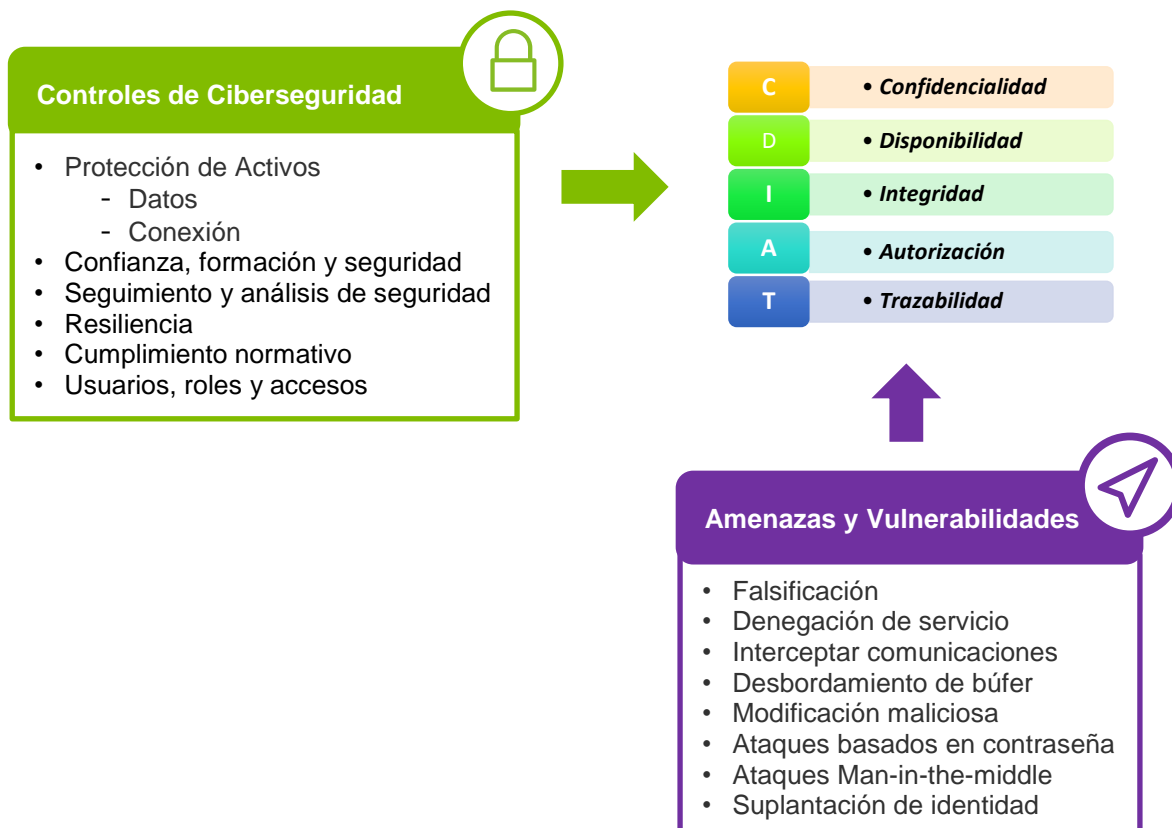 Controles de Ciberseguridad
• Protección de Activos
- Datos
- Conexión
• Confianza, formación y seguridad
• Seguimiento y análisis de seguridad
• Resiliencia
• Cumplimiento normativo
• Usuarios, roles y accesos
C • Confidencialidad
D • Disponibilidad
I • Integridad
A • Autorización
T • Trazabilidad
Amenazas y Vulnerabilidades
• Falsificación
• Denegación de servicio
• Interceptar comunicaciones
• Desbordamiento de búfer
• Modificación maliciosa
• Ataques basados en contraseña
• Ataques Man-in-the-middle
• Suplantación de identidad